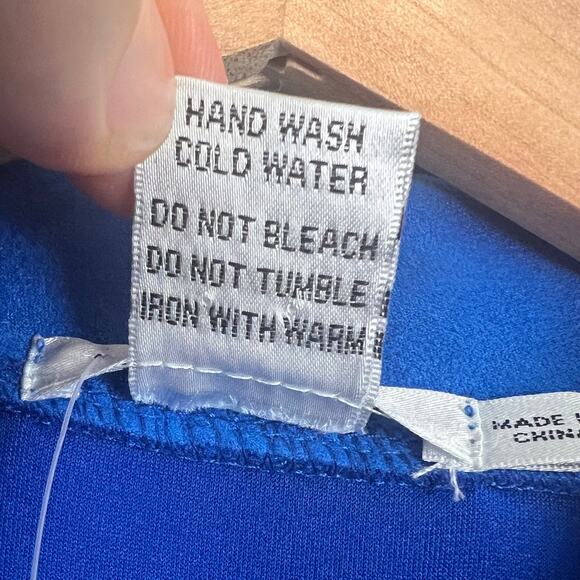 HAND WASH
COLD WATER
DO NOT BLEACH
DO NOT TUMBLE
IRON WITH WARM
MADE
CHINA